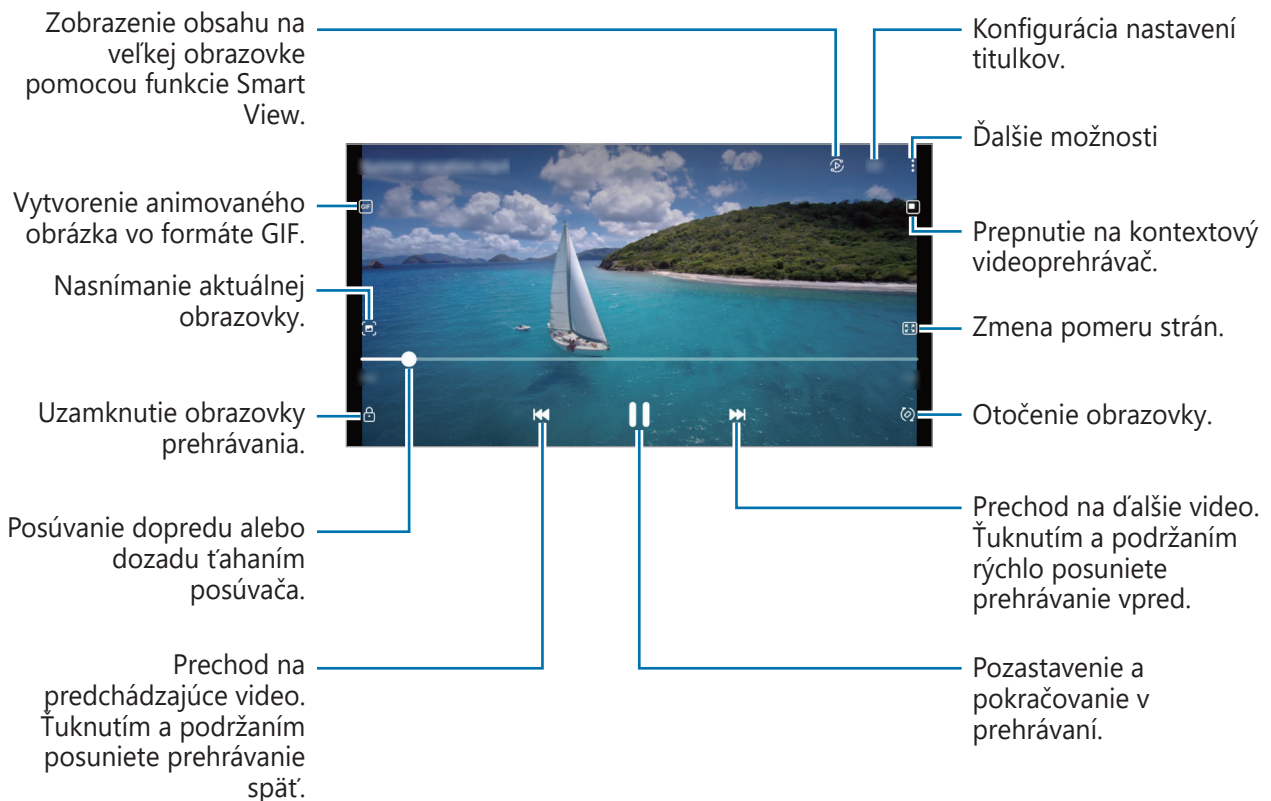 Zobrazenie obsahu na
veľkej obrazovke
pomocou funkcie Smart
View.
Vytvorenie animovaného
obrázka vo formáte GIF.
Nasnímanie aktuálnej
obrazovky.
Uzamknutie obrazovky
prehrávania.
Posúvanie dopredu alebo
dozadu ťahaním
posúvača.
Prechod na
predchádzajúce video.
Ťuknutím a podržaním
posuniete prehrávanie
späť.
GIF
Konfigurácia nastavení
titulkov.
Ďalšie možnosti
Prepnutie na kontextový
videoprehrávač.
Zmena pomeru strán.
Otočenie obrazovky.
Prechod na ďalšie video.
Ťuknutím a podržaním
rýchlo posuniete
prehrávanie vpred.
Pozastavenie a
pokračovanie v
prehrávaní.